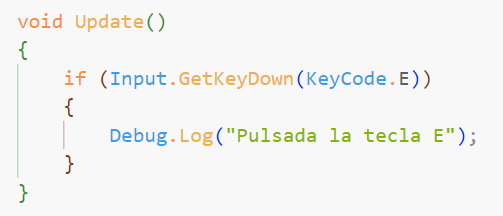 void Update()
{
if (Input.GetKeyDown(KeyCode.E))
{
Debug.Log("Pulsada la tecla E");
}
}